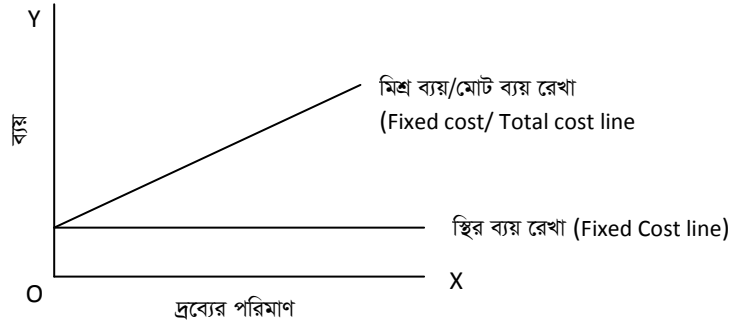 Y
মিশ্র ব্যয়/মোট ব্যয় রেখা
(Fixed cost/ Total cost line
ব্যয়
স্থির ব্যয় রেখা (Fixed Cost line)
O
X
দ্রব্যের পরিমাণ